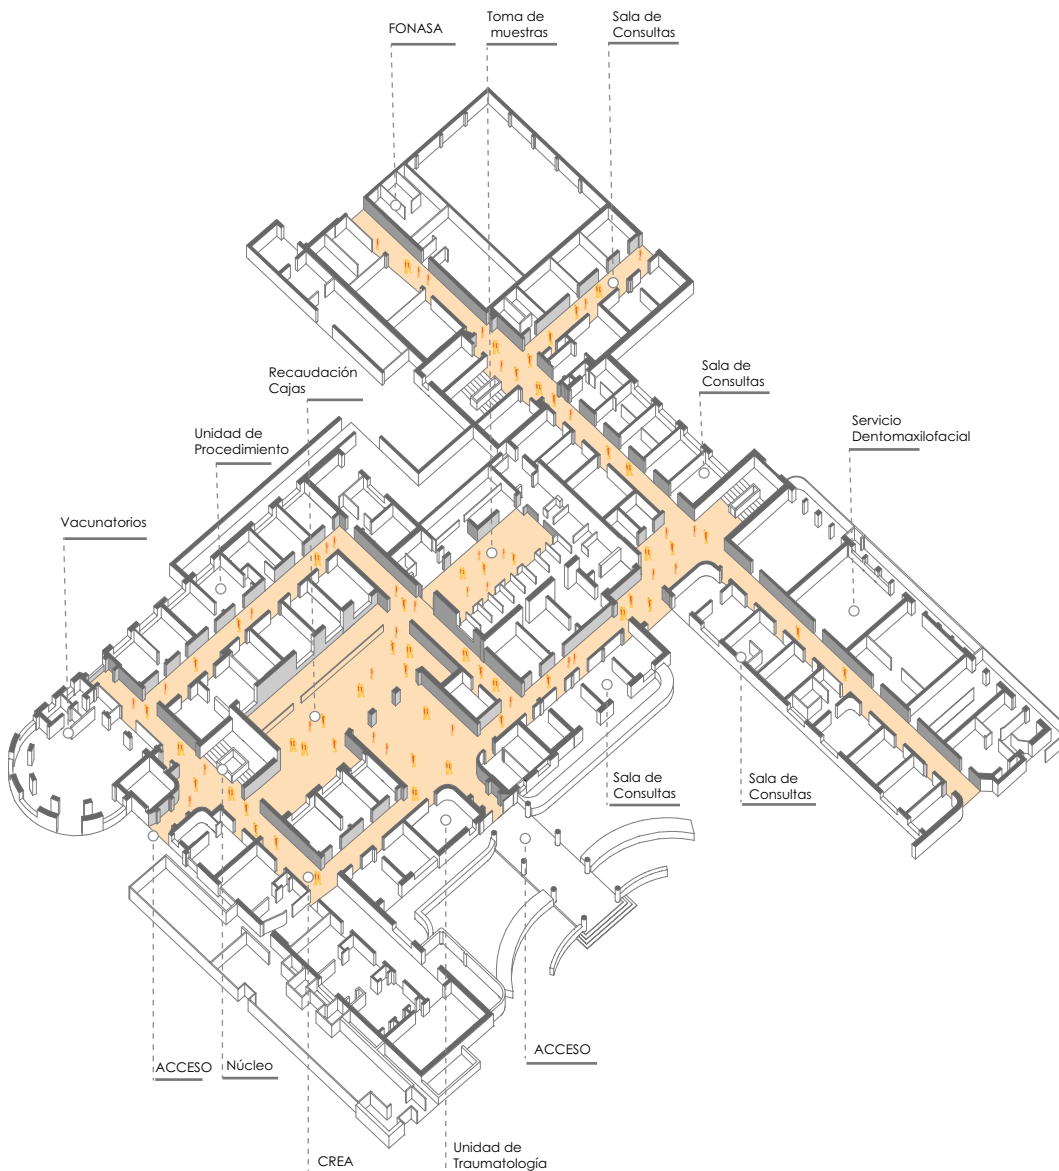 FONASA
Toma de
muestras
Sala de
Consultas
Recaudación
Cajas
Sala de
Consultas
Unidad de
Procedimiento
Servicio
Dentomaxilofacial
Vacunatorios
Sala de
Consultas
Sala de
Consultas
ACCESO
Núcleo
ACCESO
CREA
Unidad de
Traumatología